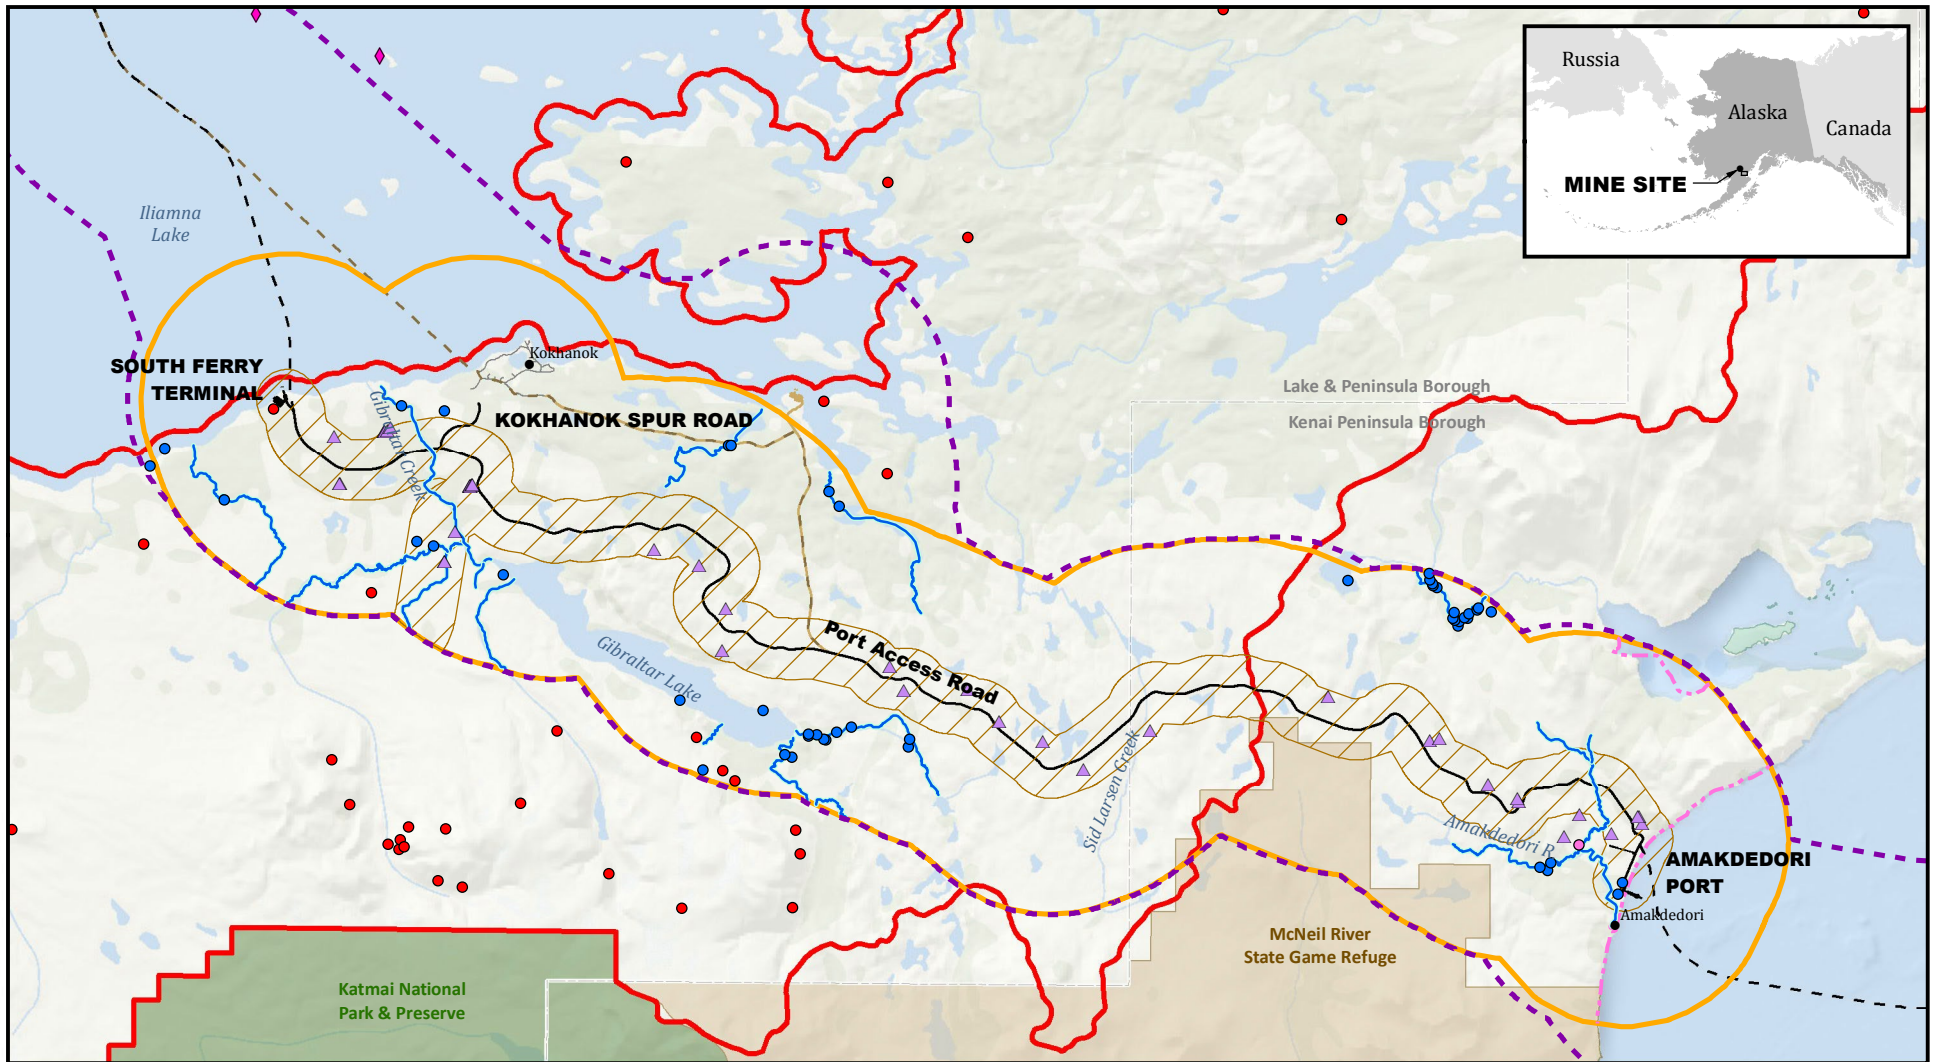 Russia
Alaska
Canada
MINE SITE
Iliamna
Lake
SOUTH FERRY
TERMINAL
Kokhanok
Gibraltar Creek
KOKHANOK SPUR ROAD
Lake & Peninsula Borough
Kenai Peninsula Borough
Gibraltar Lake
Port Access Road
Sid Larsen Creek
Amakdedori R
AMAKDEDORI
PORT
Amakdedori
McNeil River
State Game Refuge
Katmai National
Park & Preserve